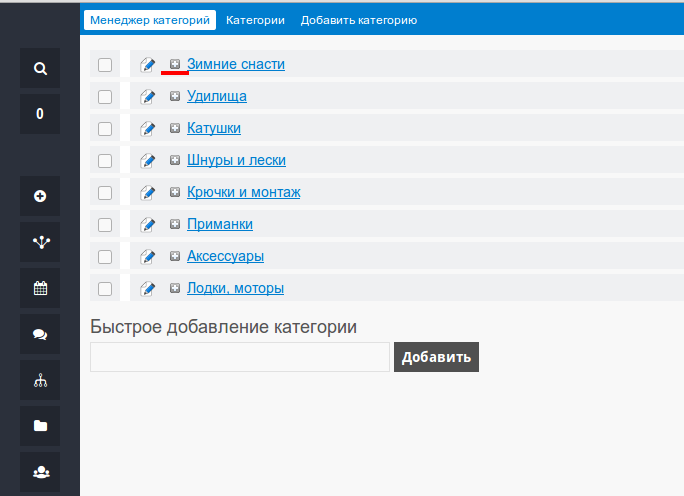 Менеджер категорий Категории Добавить категорию
0
Зимние снасти
Удилища
Катушки
Шнуры и лески
Крючки и монтаж
Приманки
Аксессуары
Лодки, моторы
Быстрое добавление категории
Добавить